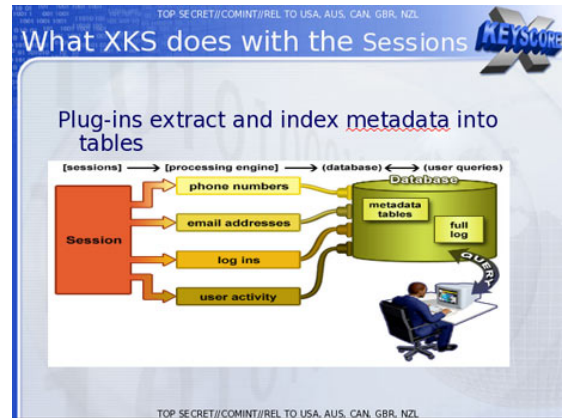 TOP SECRET//COMINT//REL TO USA, AUS, CAN, GBR, NZL
What XKS does with the Sessions
X
KEYSCORE
Plug-ins extract and index metadata into
tables
[sessions] → [processing engine] → (database) ↔ (user queries)
Session
phone numbers
email addresses
log ins
user activity
Database
metadata
tables
full
log
QUERY
TOP SECRET//COMINT//REL TO USA, AUS, CAN, GBR, NZL